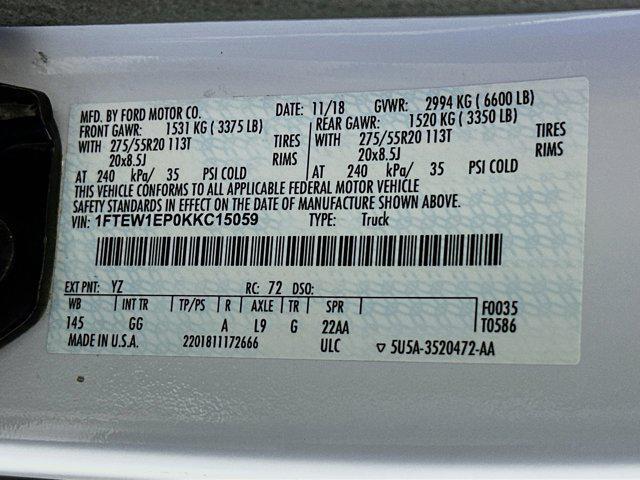 MFD. BY FORD MOTOR CO. DATE: 11/18 GVWR: 2994 KG ( 6600 LB)
FRONT GAWR: 1531 KG ( 3375 LB) REAR GAWR: 1520 KG ( 3350 LB)
WITH 275/55R20 113T TIRES WITH 275/55R20 113T TIRES
20x8.5J RIMS 20x8.5J RIMS
AT 240 kPa/ 35 PSI COLD AT 240 kPa/ 35 PSI COLD
THIS VEHICLE CONFORMS TO ALL APPLICABLE FEDERAL MOTOR VEHICLE
SAFETY STANDARDS IN EFFECT ON THE DATE OF MANUFACTURE SHOWN ABOVE.
VIN: 1FTEW1EP0KKC15059 TYPE: Truck
EXT PNT: YZ RC: 72 DSO:
WB INT TR TP/PS R AXLE TR SPR F0035
145 GG A L9 G 22AA T0586
MADE IN U.S.A. 2201811172666 ULC ▽ 5U5A-3520472-AA